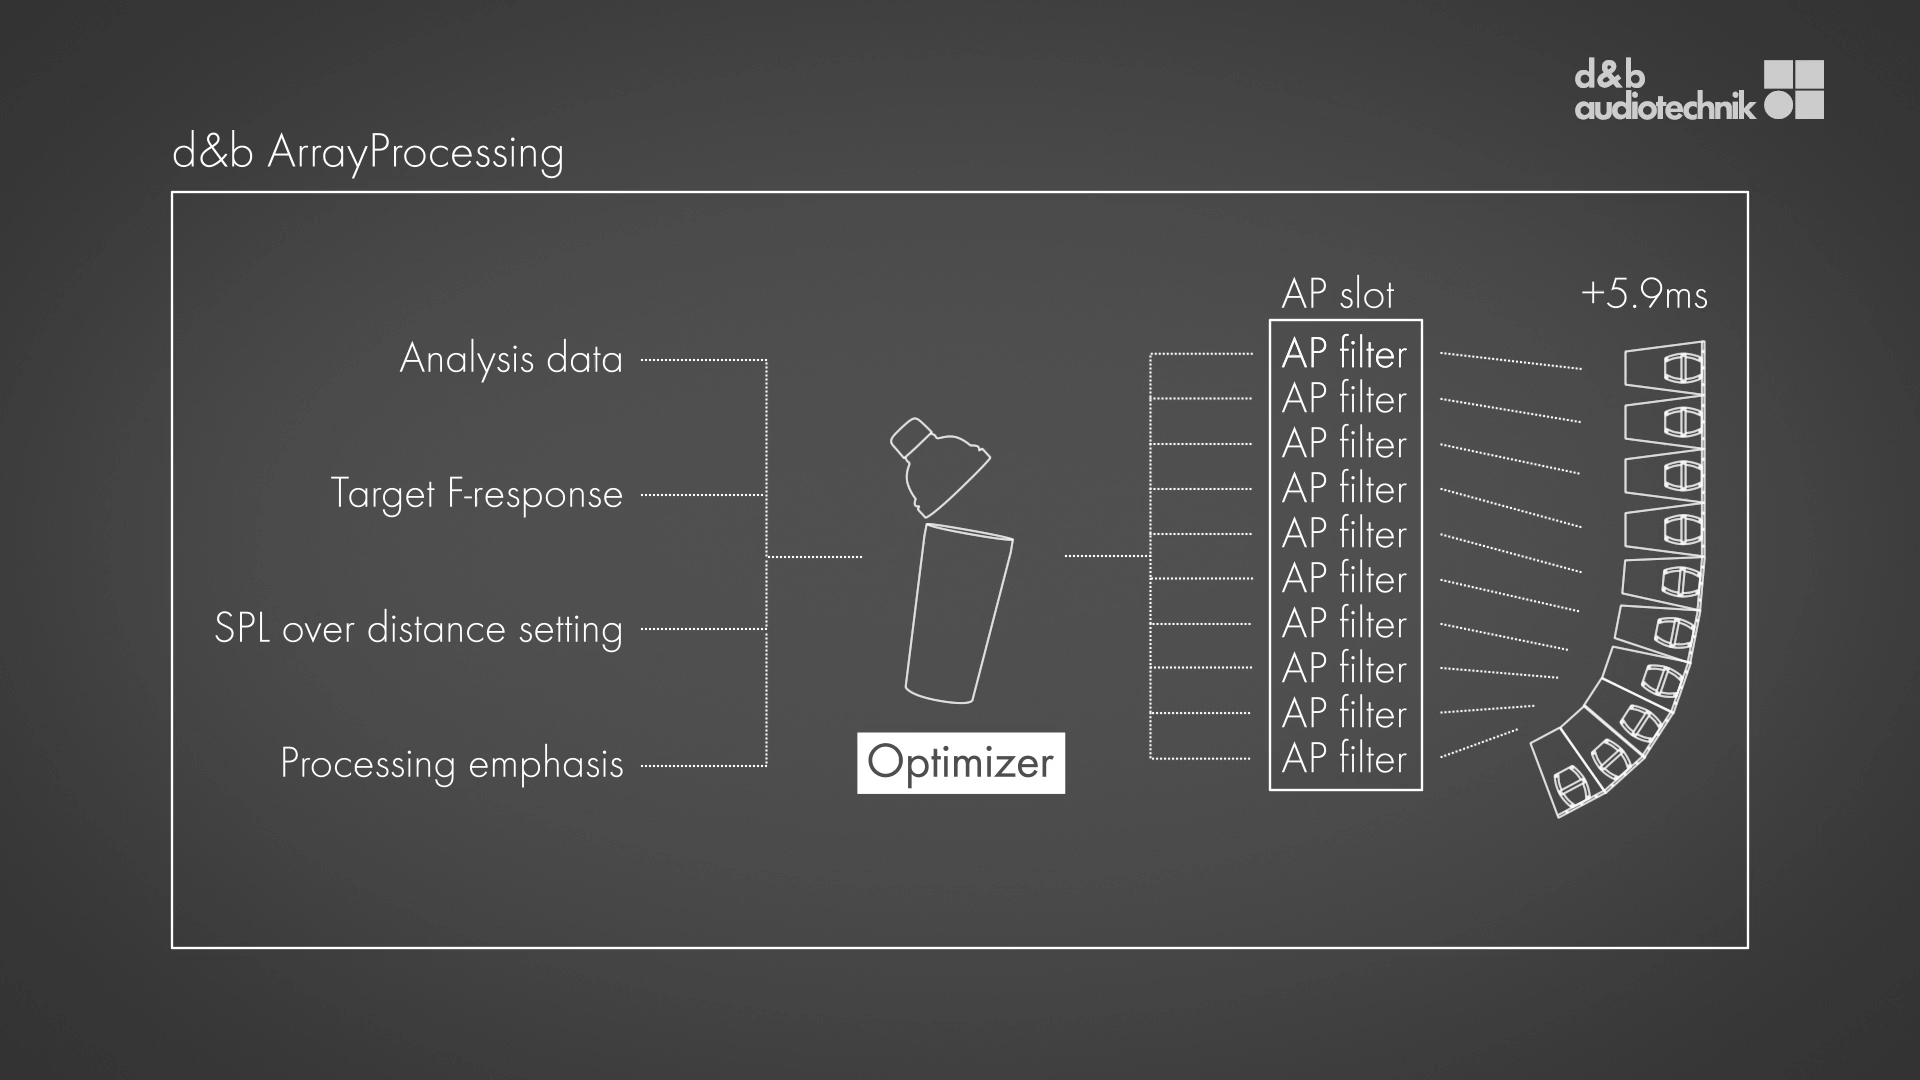 d&b
audiotechnik
d&b ArrayProcessing
Analysis data
Target F-response
SPL over distance setting
Processing emphasis
Optimizer
AP slot
AP filter
AP filter
AP filter
AP filter
AP filter
AP filter
AP filter
AP filter
AP filter
AP filter
+5.9ms